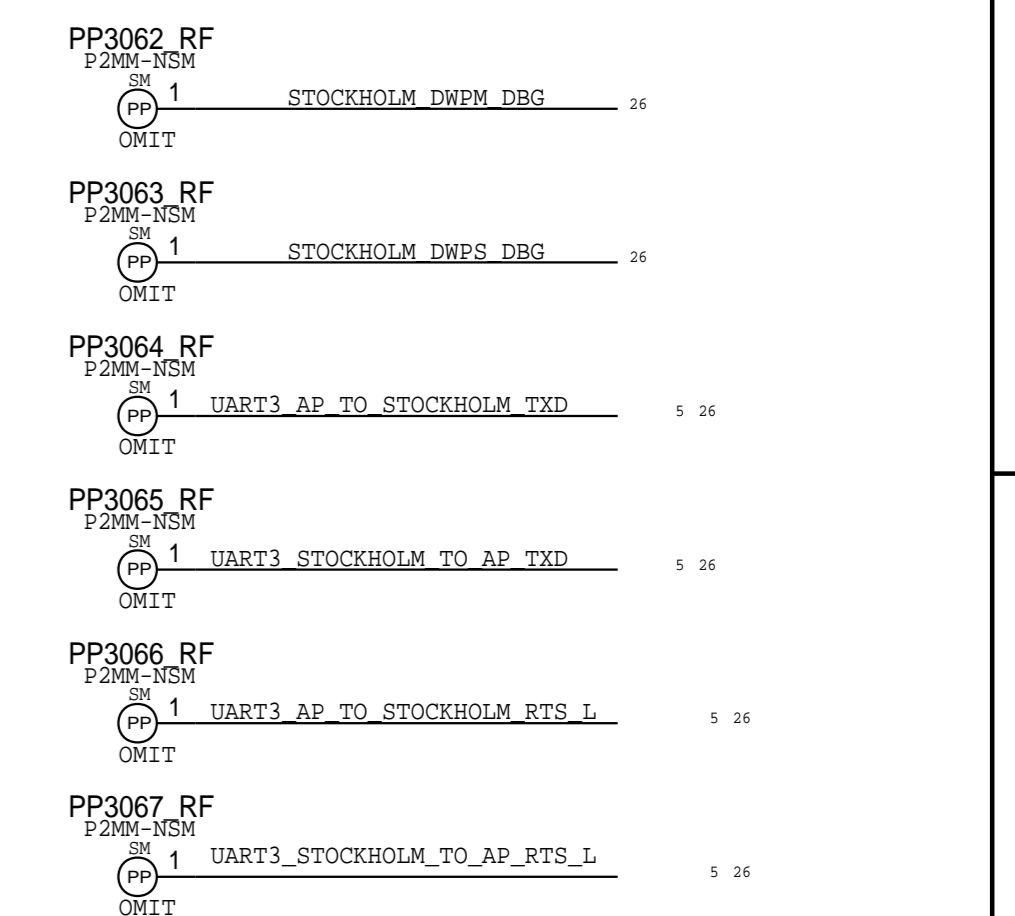 PP3062_RF
P2MM-NSM
SM
PP 1 STOCKHOLM_DWPM_DBG 26
OMIT
PP3063_RF
P2MM-NSM
SM
PP 1 STOCKHOLM_DWPS_DBG 26
OMIT
PP3064_RF
P2MM-NSM
SM
PP 1 UART3_AP_TO_STOCKHOLM_TXD 5 26
OMIT
PP3065_RF
P2MM-NSM
SM
PP 1 UART3_STOCKHOLM_TO_AP_TXD 5 26
OMIT
PP3066_RF
P2MM-NSM
SM
PP 1 UART3_AP_TO_STOCKHOLM_RTS_L 5 26
OMIT
PP3067_RF
P2MM-NSM
SM
PP 1 UART3_STOCKHOLM_TO_AP_RTS_L 5 26
OMIT